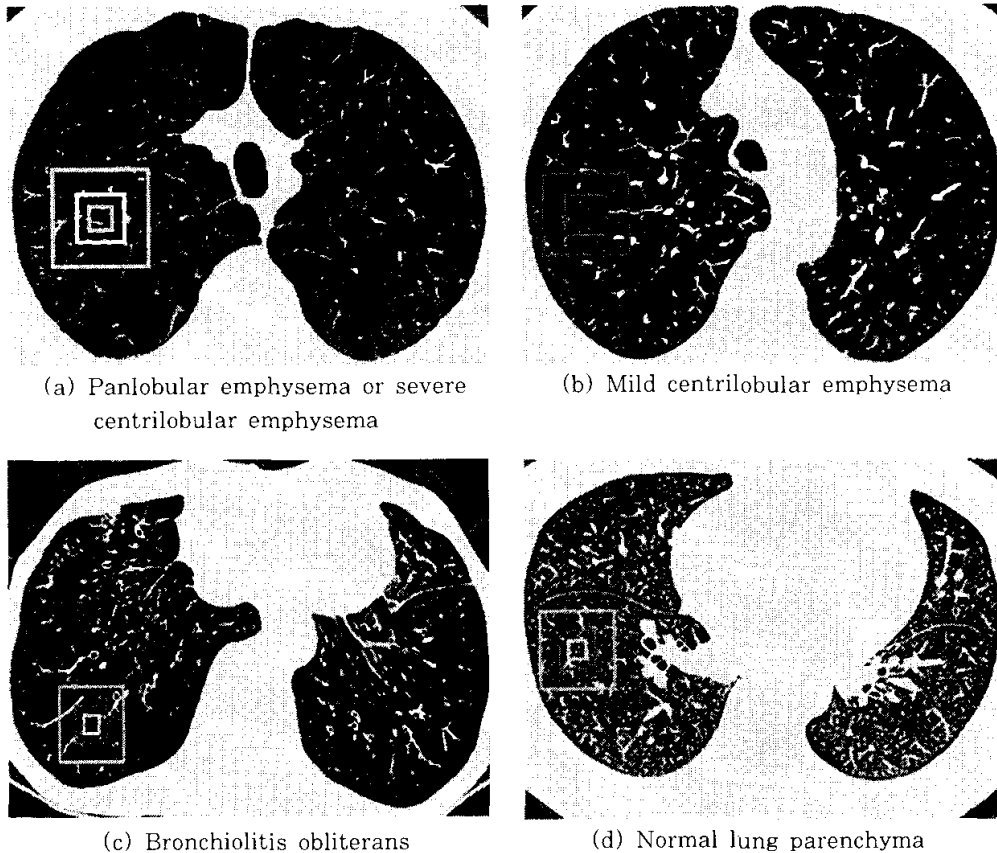 (a) Panlobular emphysema or severe
centrilobular emphysema
(b) Mild centrilobular emphysema
(c) Bronchiolitis obliterans
(d) Normal lung parenchyma